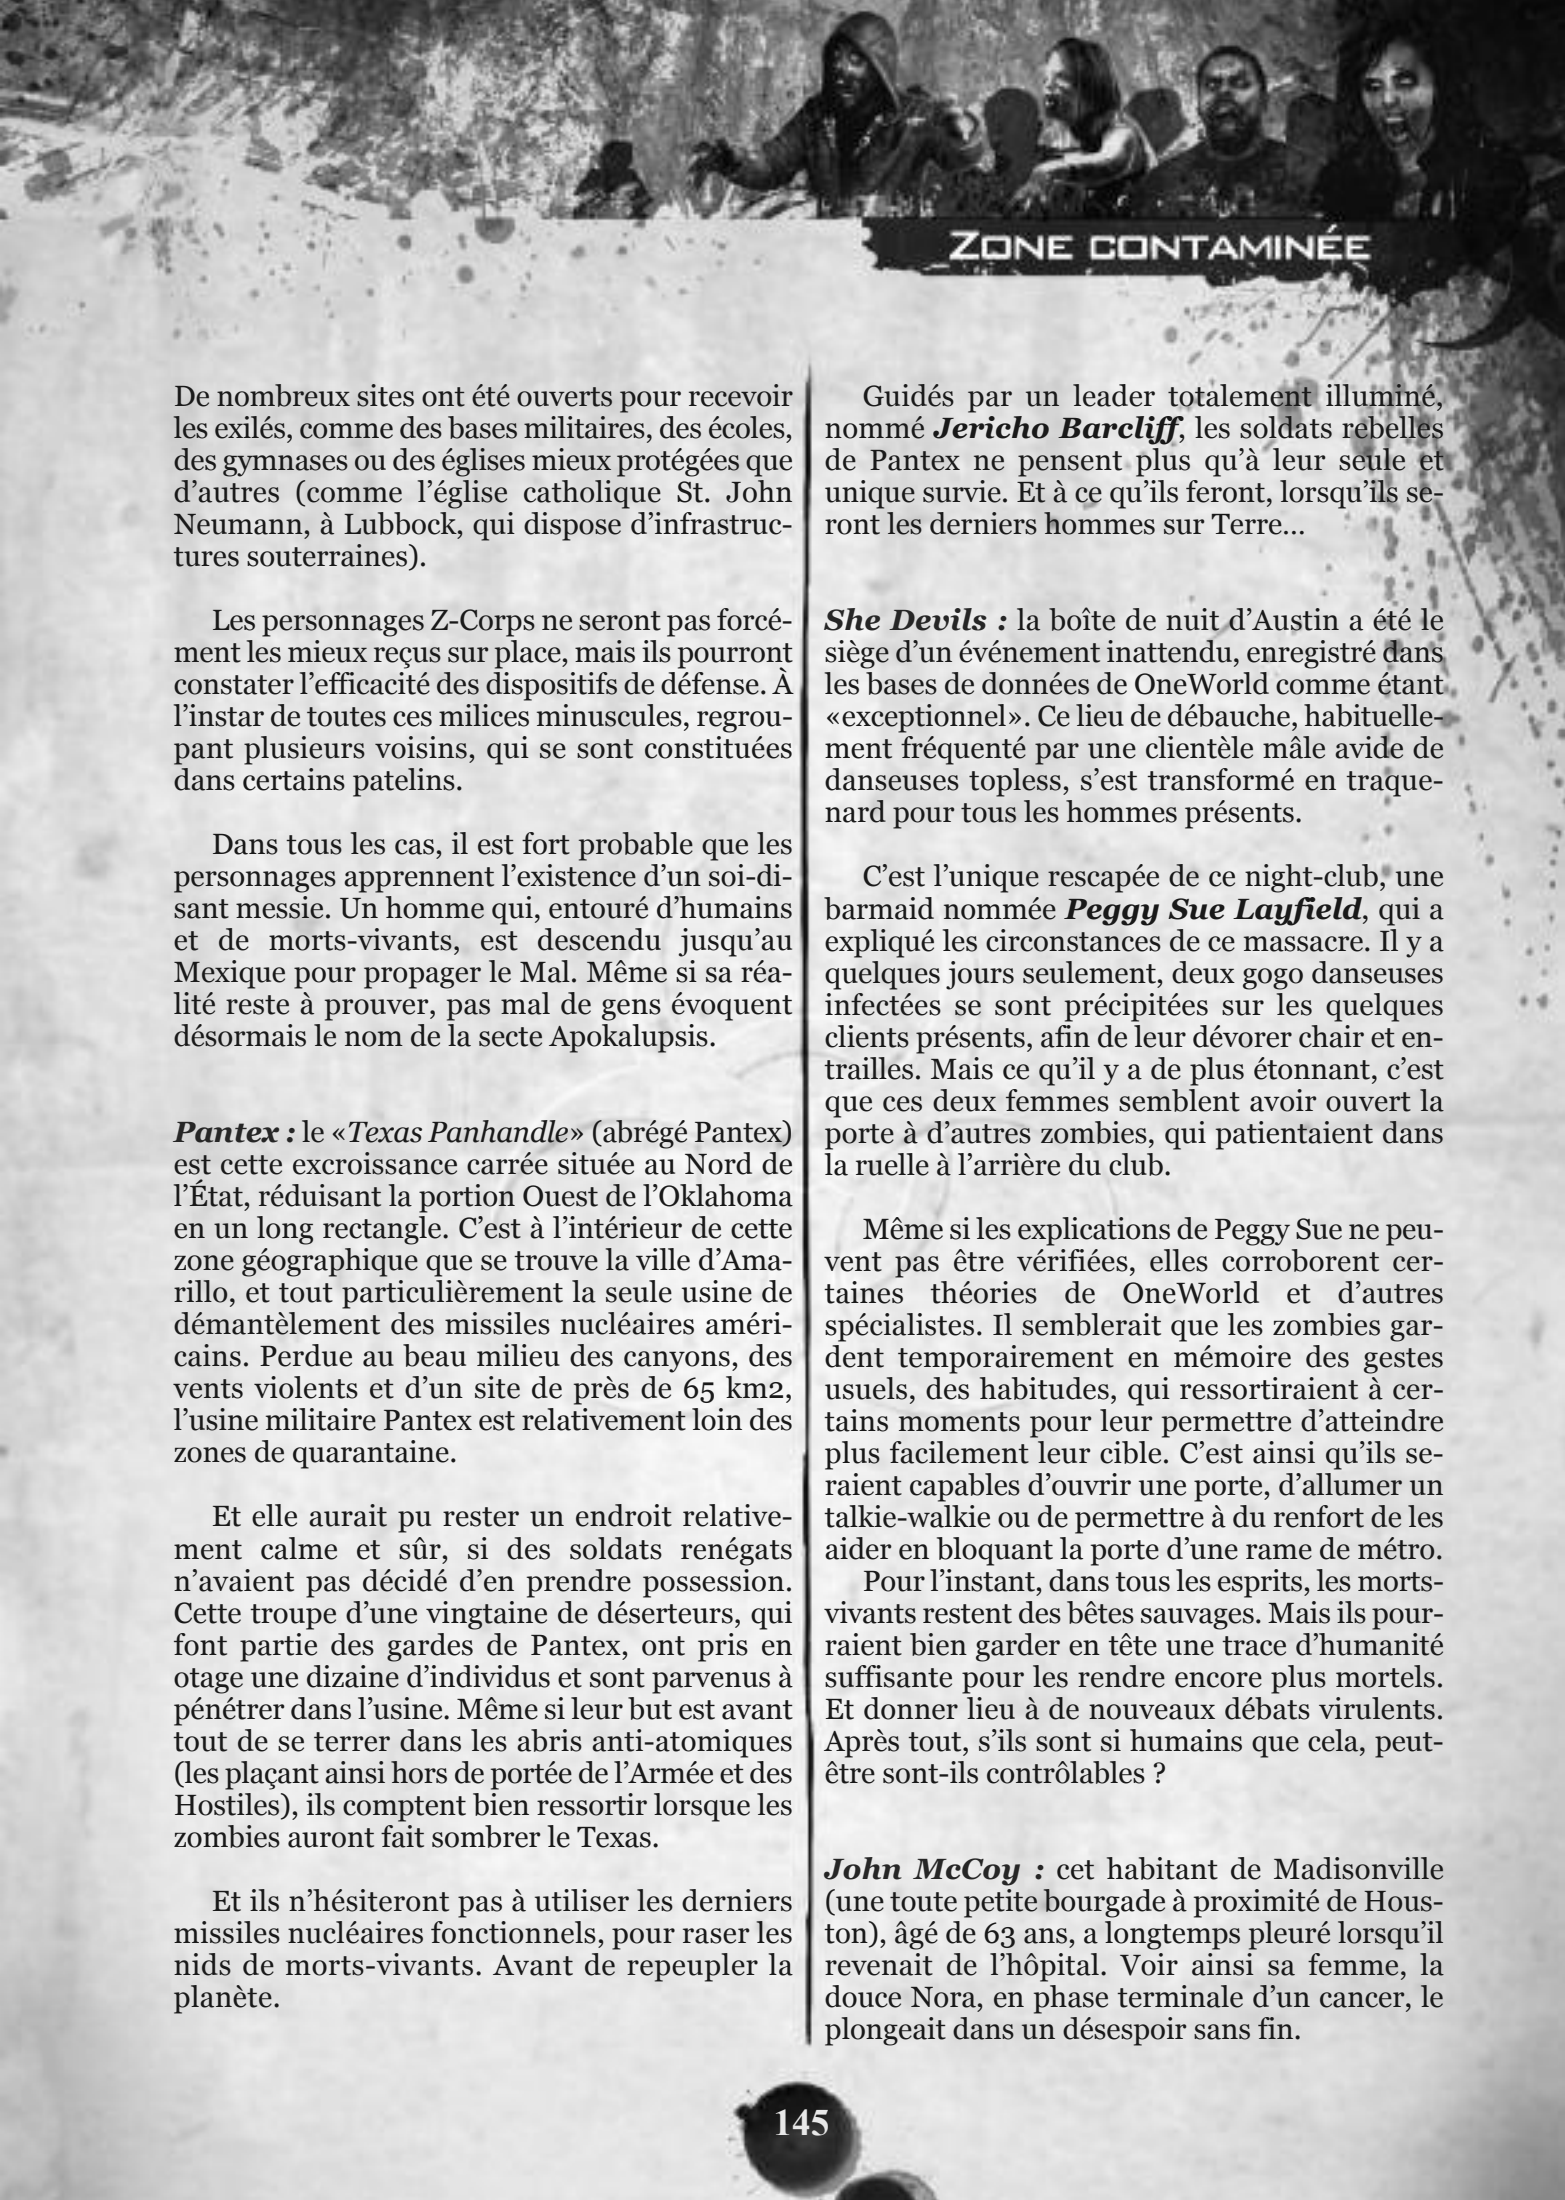 ZONE CONTAMINÉE
De nombreux sites ont été ouverts pour recevoir
les exilés, comme des bases militaires, des écoles,
des gymnases ou des églises mieux protégées que
d'autres (comme l'église catholique St. John
Neumann, à Lubbock, qui dispose d'infrastruc-
tures souterraines).
Les personnages Z-Corps ne seront pas forcé-
ment les mieux reçus sur place, mais ils pourront
constater l'efficacité des dispositifs de défense. À
l'instar de toutes ces milices minuscules, regrou-
pant plusieurs voisins, qui se sont constituées
dans certains patelins.
Dans tous les cas, il est fort probable que les
personnages apprennent l'existence d'un soi-di-
sant messie. Un homme qui, entouré d'humains
et de morts-vivants, est descendu jusqu'au
Mexique pour propager le Mal. Même si sa réa-
lité reste à prouver, pas mal de gens évoquent
désormais le nom de la secte Apokalupsis.
Pantex : le «Texas Panhandle» (abrégé Pantex)
est cette excroissance carrée située au Nord de
l'État, réduisant la portion Ouest de l'Oklahoma
en un long rectangle. C'est à l'intérieur de cette
zone géographique que se trouve la ville d'Ama-
rillo, et tout particulièrement la seule usine de
démantèlement des missiles nucléaires améri-
cains. Perdue au beau milieu des canyons, des
vents violents et d'un site de près de 65 km2,
l'usine militaire Pantex est relativement loin des
zones de quarantaine.
Et elle aurait pu rester un endroit relative-
ment calme et sûr, si des soldats renégats
n'avaient pas décidé d'en prendre possession.
Cette troupe d'une vingtaine de déserteurs, qui
font partie des gardes de Pantex, ont pris en
otage une dizaine d'individus et sont parvenus à
pénétrer dans l'usine. Même si leur but est avant
tout de se terrer dans les abris anti-atomiques
(les plaçant ainsi hors de portée de l'Armée et des
Hostiles), ils comptent bien ressortir lorsque les
zombies auront fait sombrer le Texas.
Et ils n'hésiteront pas à utiliser les derniers
missiles nucléaires fonctionnels, pour raser les
nids de morts-vivants. Avant de repeupler la
planète.
Guidés par un leader totalement illuminé,
nommé Jericho Barcliff, les soldats rebelles
de Pantex ne pensent plus qu'à leur seule et
unique survie. Et à ce qu'ils feront, lorsqu'ils se-
ront les derniers hommes sur Terre…
She Devils : la boîte de nuit d'Austin a été le
siège d'un événement inattendu, enregistré dans
les bases de données de OneWorld comme étant
«exceptionnel». Ce lieu de débauche, habituelle-
ment fréquenté par une clientèle mâle avide de
danseuses topless, s'est transformé en traque-
nard pour tous les hommes présents.
C'est l'unique rescapée de ce night-club, une
barmaid nommée Peggy Sue Layfield, qui a
expliqué les circonstances de ce massacre. Il y a
quelques jours seulement, deux gogo danseuses
infectées se sont précipitées sur les quelques
clients présents, afin de leur dévorer chair et en-
trailles. Mais ce qu'il y a de plus étonnant, c'est
que ces deux femmes semblent avoir ouvert la
porte à d'autres zombies, qui patientaient dans
la ruelle à l'arrière du club.
Même si les explications de Peggy Sue ne peu-
vent pas être vérifiées, elles corroborent cer-
taines théories de OneWorld et d'autres
spécialistes. Il semblerait que les zombies gar-
dent temporairement en mémoire des gestes
usuels, des habitudes, qui ressortiraient à cer-
tains moments pour leur permettre d'atteindre
plus facilement leur cible. C'est ainsi qu'ils se-
raient capables d'ouvrir une porte, d'allumer un
talkie-walkie ou de permettre à du renfort de les
aider en bloquant la porte d'une rame de métro.
Pour l'instant, dans tous les esprits, les morts-
vivants restent des bêtes sauvages. Mais ils pour-
raient bien garder en tête une trace d'humanité
suffisante pour les rendre encore plus mortels.
Et donner lieu à de nouveaux débats virulents.
Après tout, s'ils sont si humains que cela, peut-
être sont-ils contrôlables ?
John McCoy : cet habitant de Madisonville
(une toute petite bourgade à proximité de Hous-
ton), âgé de 63 ans, a longtemps pleuré lorsqu'il
revenait de l'hôpital. Voir ainsi sa femme, la
douce Nora, en phase terminale d'un cancer, le
plongeait dans un désespoir sans fin.
145